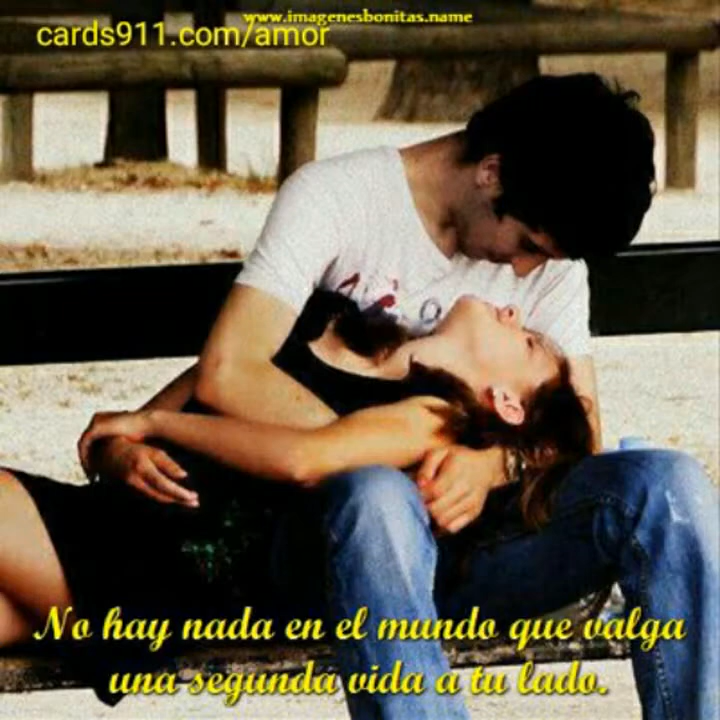 www.imagenesbonitas.name
cards911.com/amor
No hay nada en el mundo que valga
una segunda vida a tu lado.